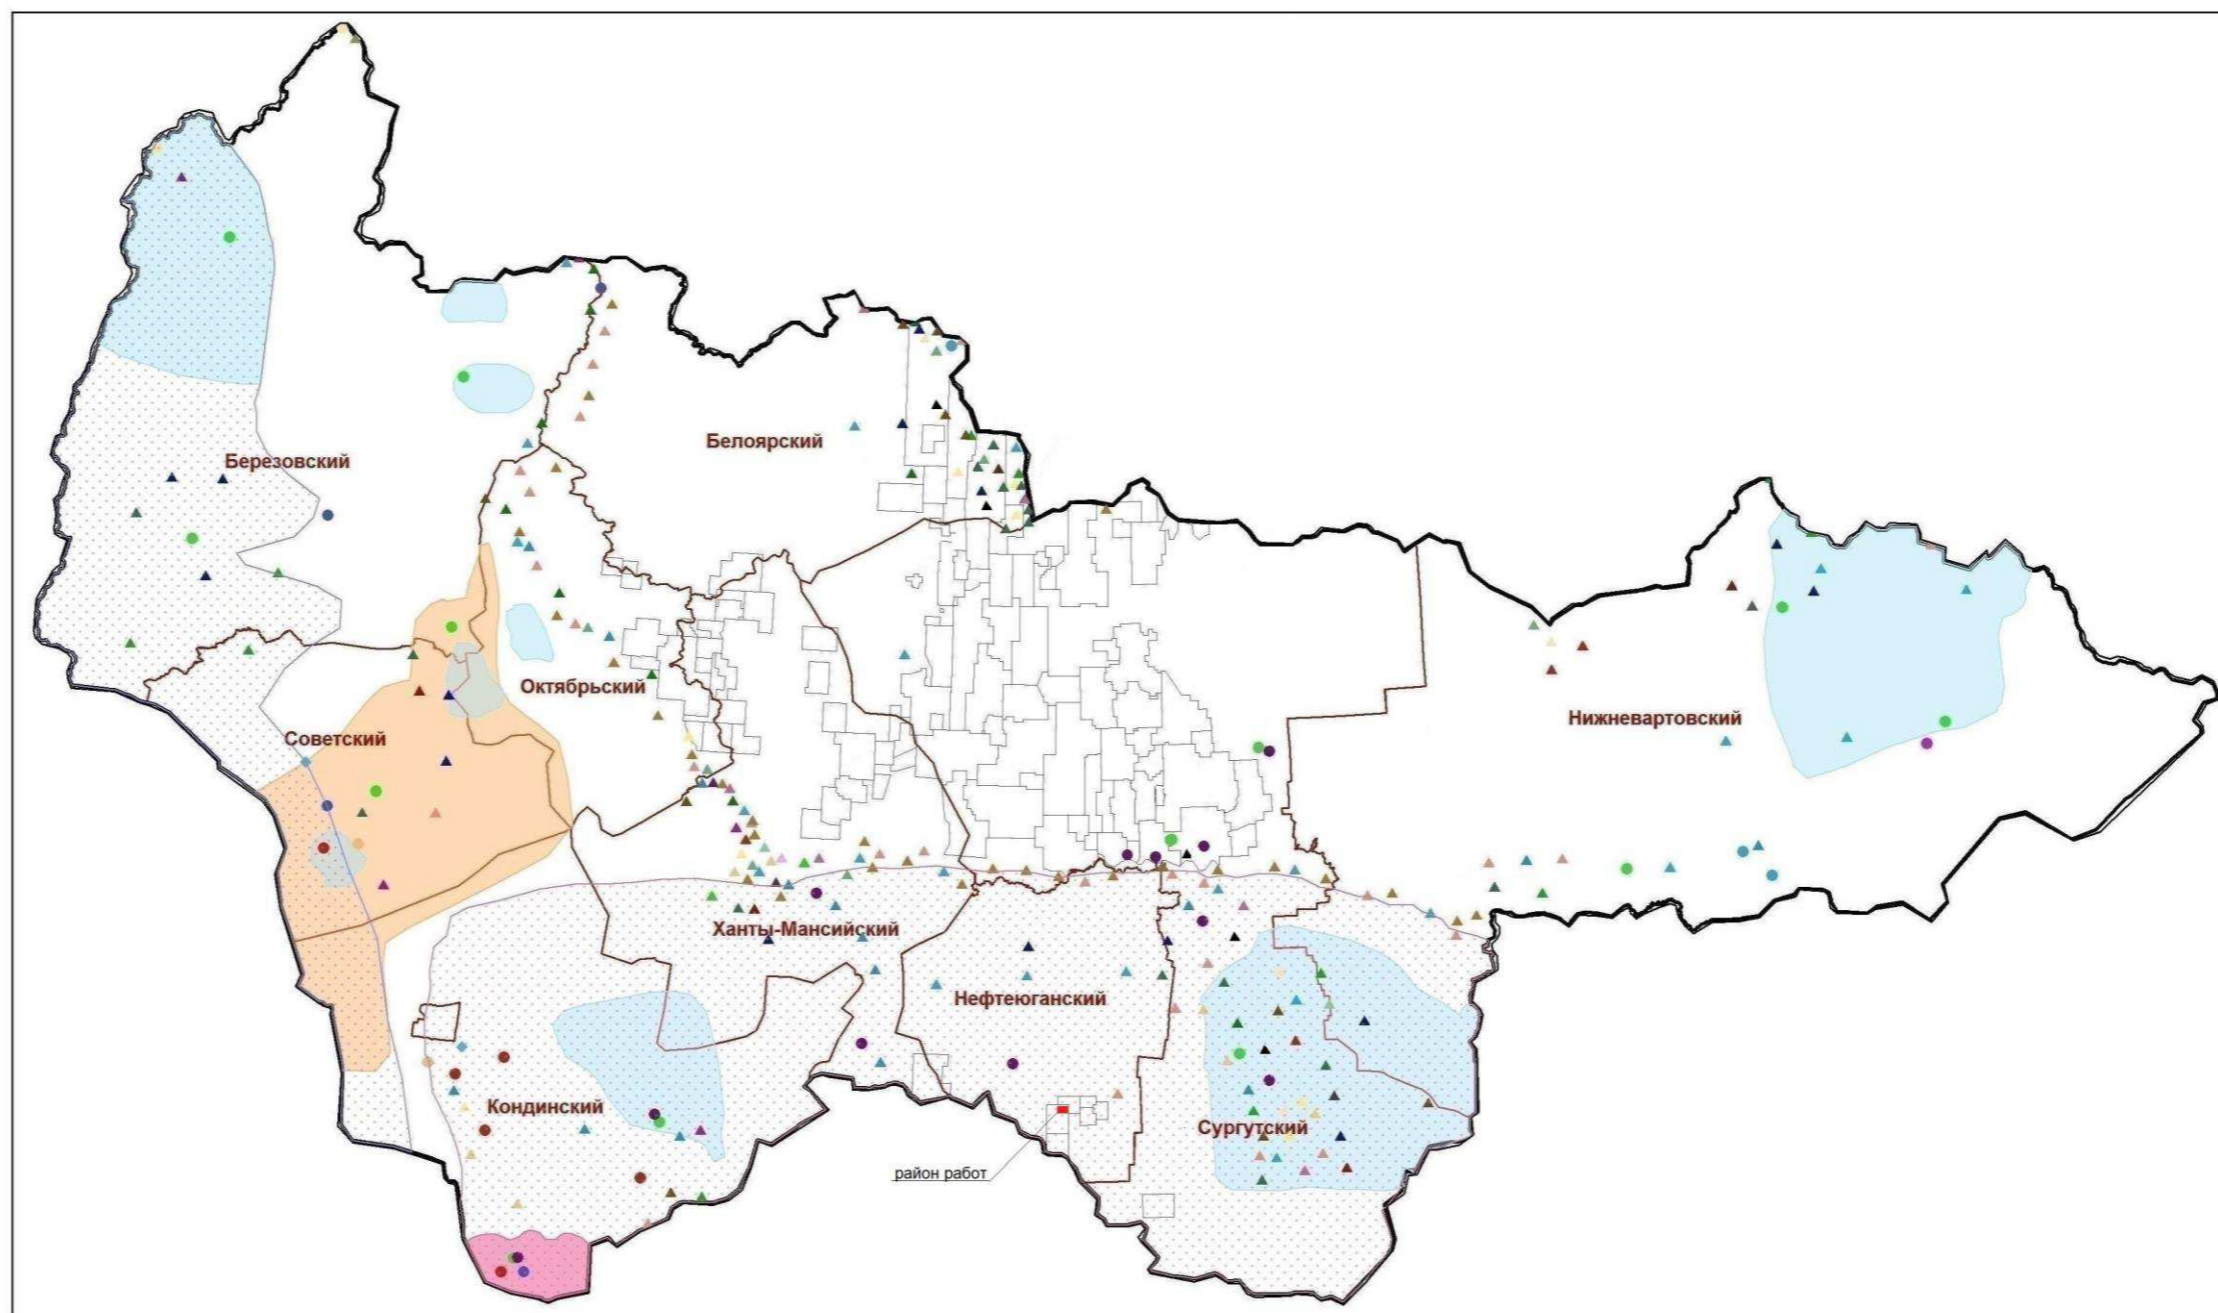 Белоярский
Березовский
Октябрьский
Нижневартовский
Советский
Ханты-Мансийский
Нефтеюганский
Кондинский
Сургутский
район работ